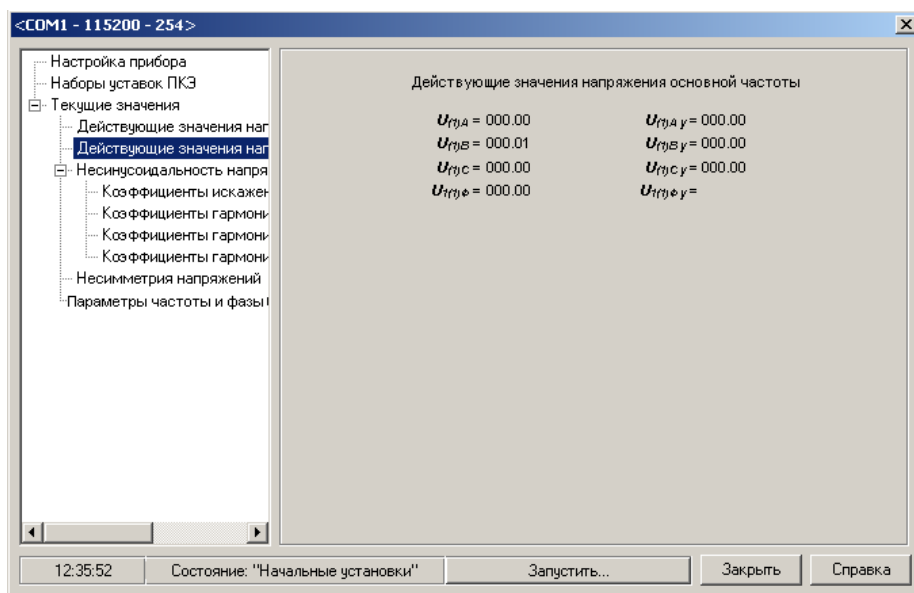 <COM1 - 115200 - 254>
Настройка прибора
Наборы уставок ПКЭ
Текущие значения
Действующие значения наг
Действующие значения наг
Несинусоидальность напря
Коэффициенты искажен
Коэффициенты гармони
Коэффициенты гармони
Коэффициенты гармони
Несимметрия напряжений
Параметры частоты и фазы
Действующие значения напряжения основной частоты
U(1)A = 000.00 U(1)A y = 000.00
U(1)B = 000.01 U(1)B y = 000.00
U(1)C = 000.00 U(1)C y = 000.00
U1(1)Ф = 000.00 U1(1)Ф y =
12:35:52 Состояние: "Начальные установки" Запустить... Закрыть Справка